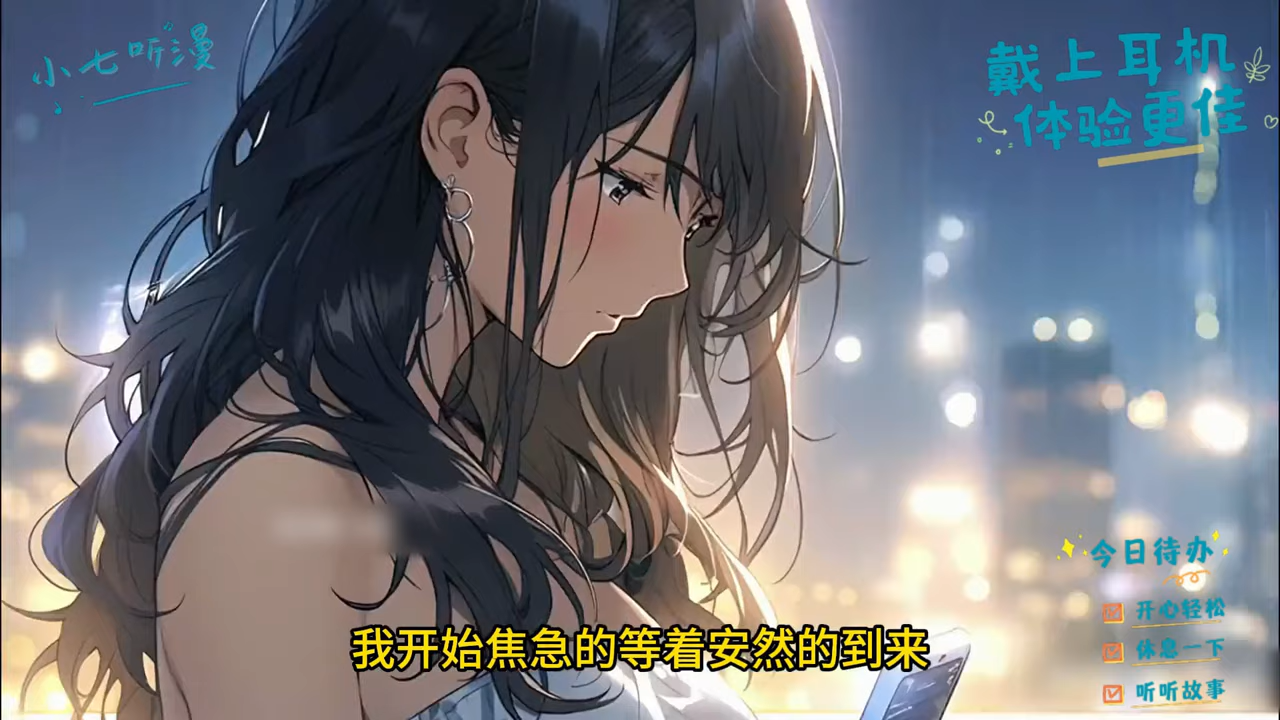 小七听漫
戴上耳机
体验更佳
今日待办
开心轻松
休息一下
听听故事
我开始焦急的等着安然的到来